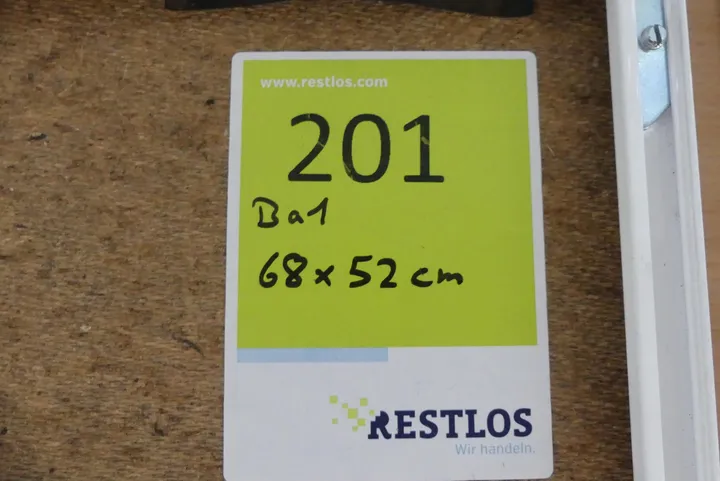 www.restlos.com
201
Ba1
68 x 52 cm
RESTLOS
Wir handeln.